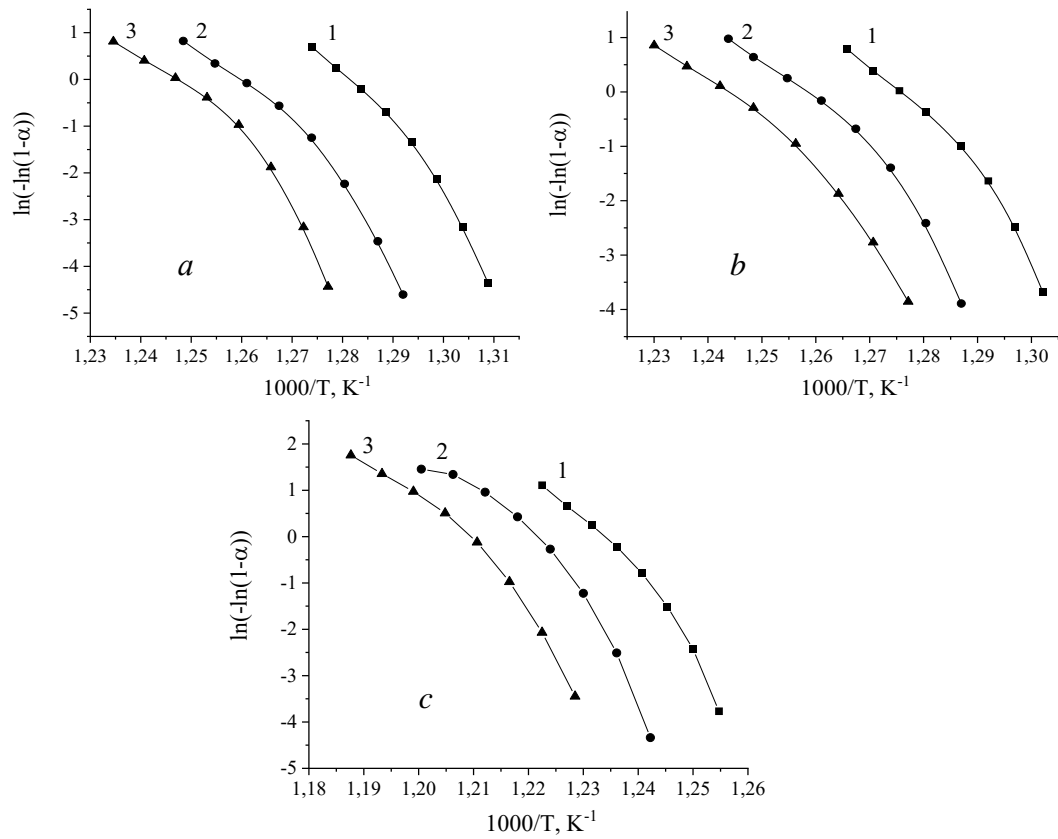 3 2 1
1
0
-1
-2
-3
-4
-5
ln(-ln(1-α))
a
1,23 1,24 1,25 1,26 1,27 1,28 1,29 1,30 1,31
1000/T, K⁻¹
3 2 1
1
0
-1
-2
-3
-4
ln(-ln(1-α))
b
1,23 1,24 1,25 1,26 1,27 1,28 1,29 1,30
1000/T, K⁻¹
3 2 1
2
1
0
-1
-2
-3
-4
-5
ln(-ln(1-α))
c
1,18 1,19 1,20 1,21 1,22 1,23 1,24 1,25 1,26
1000/T, K⁻¹